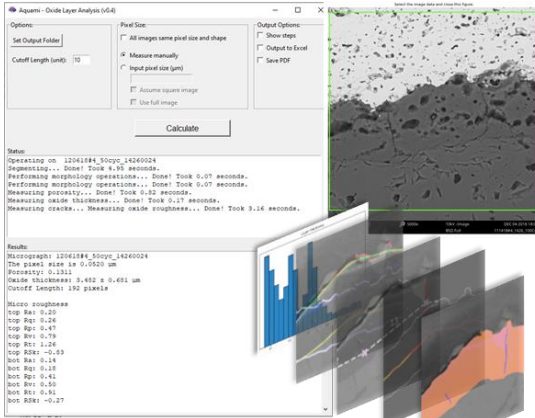 Aquami - Oxide Layer Analysis (v0.4)
Options:
Set Output Folder
Cutoff Length (unit): 10
Pixel Size:
All images same pixel size and shape
Measure manually
Input pixel size (µm)
Assume square image
Use full image
Output Options:
Show steps
Output to Excel
Save PDF
Calculate
Status:
Operating on 120618#4_50cyc_14260024
Segmenting... Done! Took 4.95 seconds.
Performing morphology operations... Done! Took 0.07 seconds.
Performing morphology operations... Done! Took 0.07 seconds.
Measuring porosity... Done! Took 0.82 seconds.
Measuring oxide thickness... Done! Took 0.17 seconds.
Measuring cracks... Measuring oxide roughness... Done! Took 3.16 seconds.
Results:
Micrograph: 120618#4_50cyc_14260024
The pixel size is 0.0520 um
Porosity: 0.1311
Oxide thickness: 3.482 ± 0.681 µm
Cutoff Length: 192 pixels
Micro roughness
top Ra: 0.20
top Rq: 0.26
top Rp: 0.47
top Rv: 0.79
top Rt: 1.26
top RSk: -0.83
bot Ra: 0.14
bot Rq: 0.18
bot Rp: 0.41
bot Rv: 0.50
bot Rt: 0.91
bot RSk: -0.27
Select the image data and close this figure.